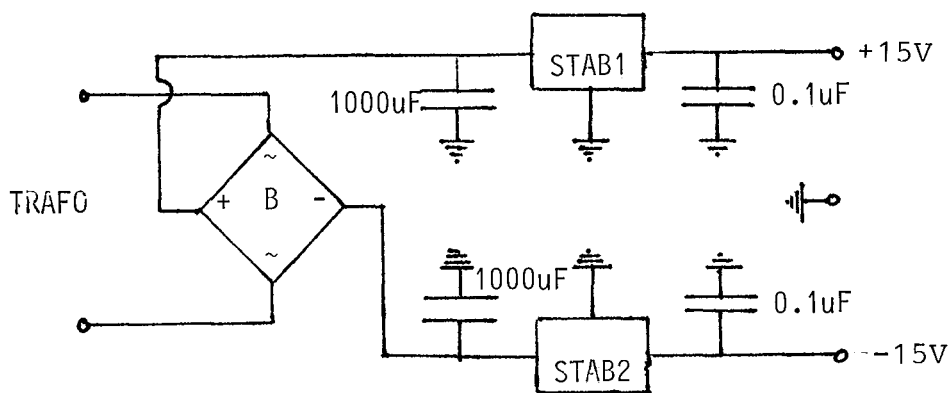 +15V
STAB1
1000uF
0.1uF
~
TRAFO
+ B -
~
1000uF
0.1uF
STAB2
--15V